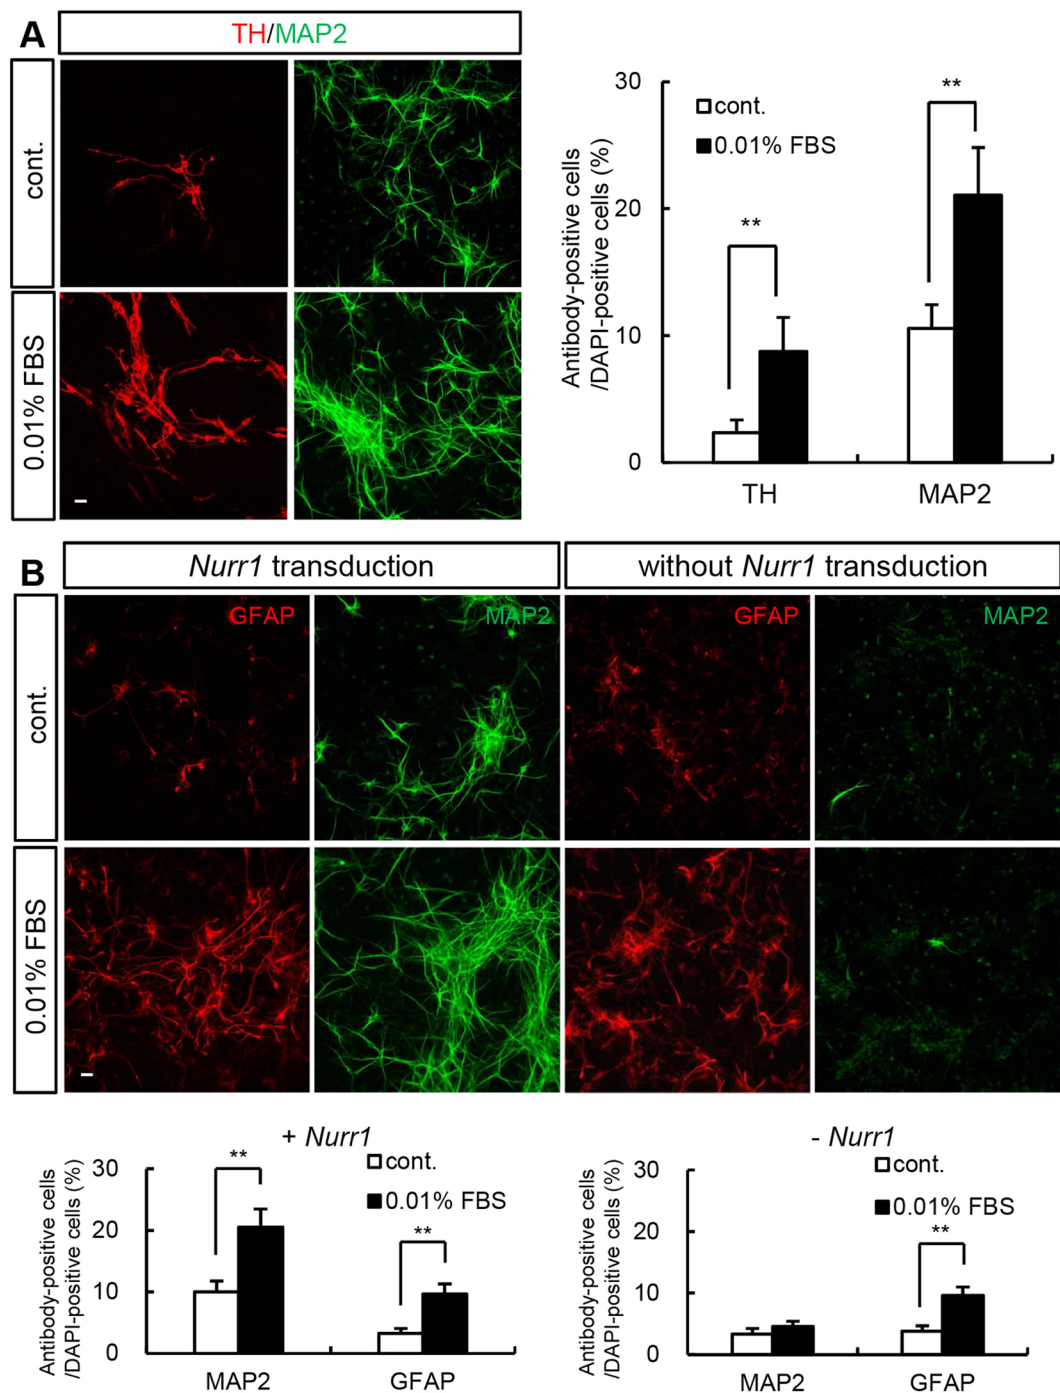 A
TH/MAP2
cont.
0.01% FBS
Antibody-positive cells
/DAPI-positive cells (%)
30
20
10
0
cont.
0.01% FBS
**
**
TH
MAP2
B
Nurr1 transduction
without Nurr1 transduction
GFAP
MAP2
GFAP
MAP2
cont.
0.01% FBS
+ Nurr1
Antibody-positive cells
/DAPI-positive cells (%)
30
20
10
0
**
cont.
0.01% FBS
**
MAP2
GFAP
- Nurr1
Antibody-positive cells
/DAPI-positive cells (%)
30
20
10
0
cont.
0.01% FBS
**
MAP2
GFAP